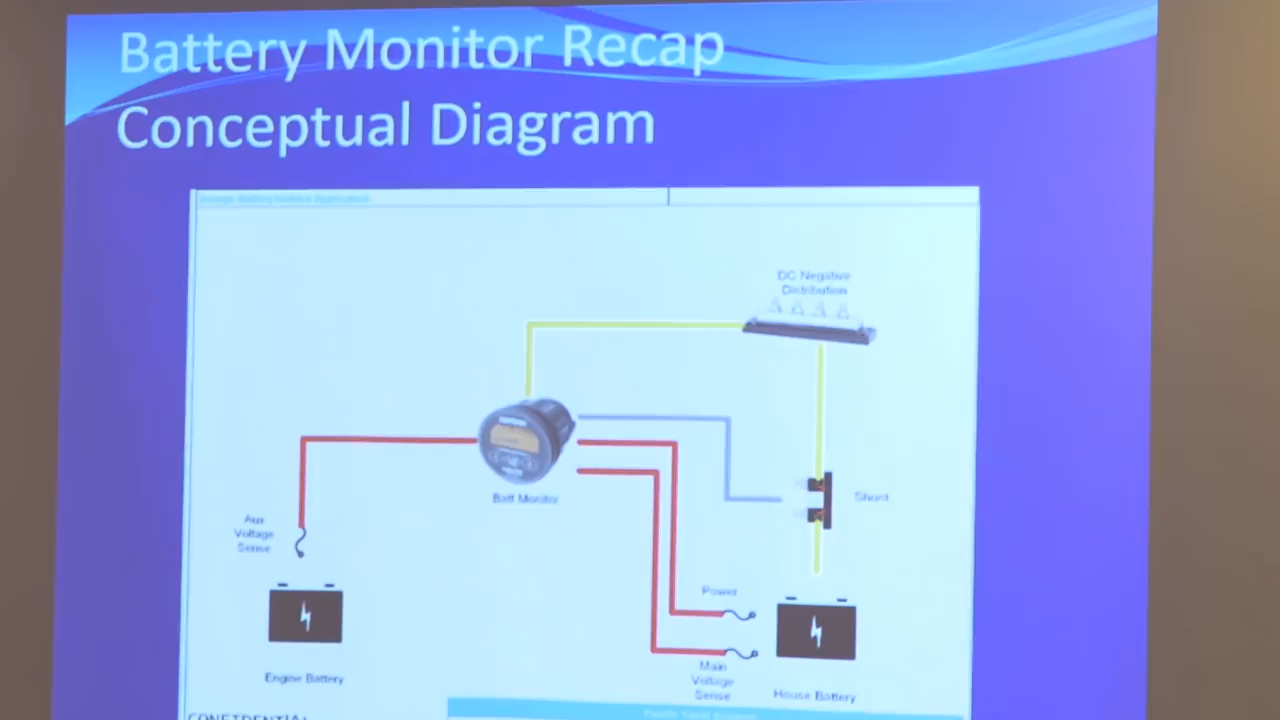 Battery Monitor Recap
Conceptual Diagram
DC Negative
Distribution
Batt Monitor
Shunt
Aux
Voltage
Sense
Power
Main
Voltage
Sense
Engine Battery
House Battery
CONFIDENTIAL